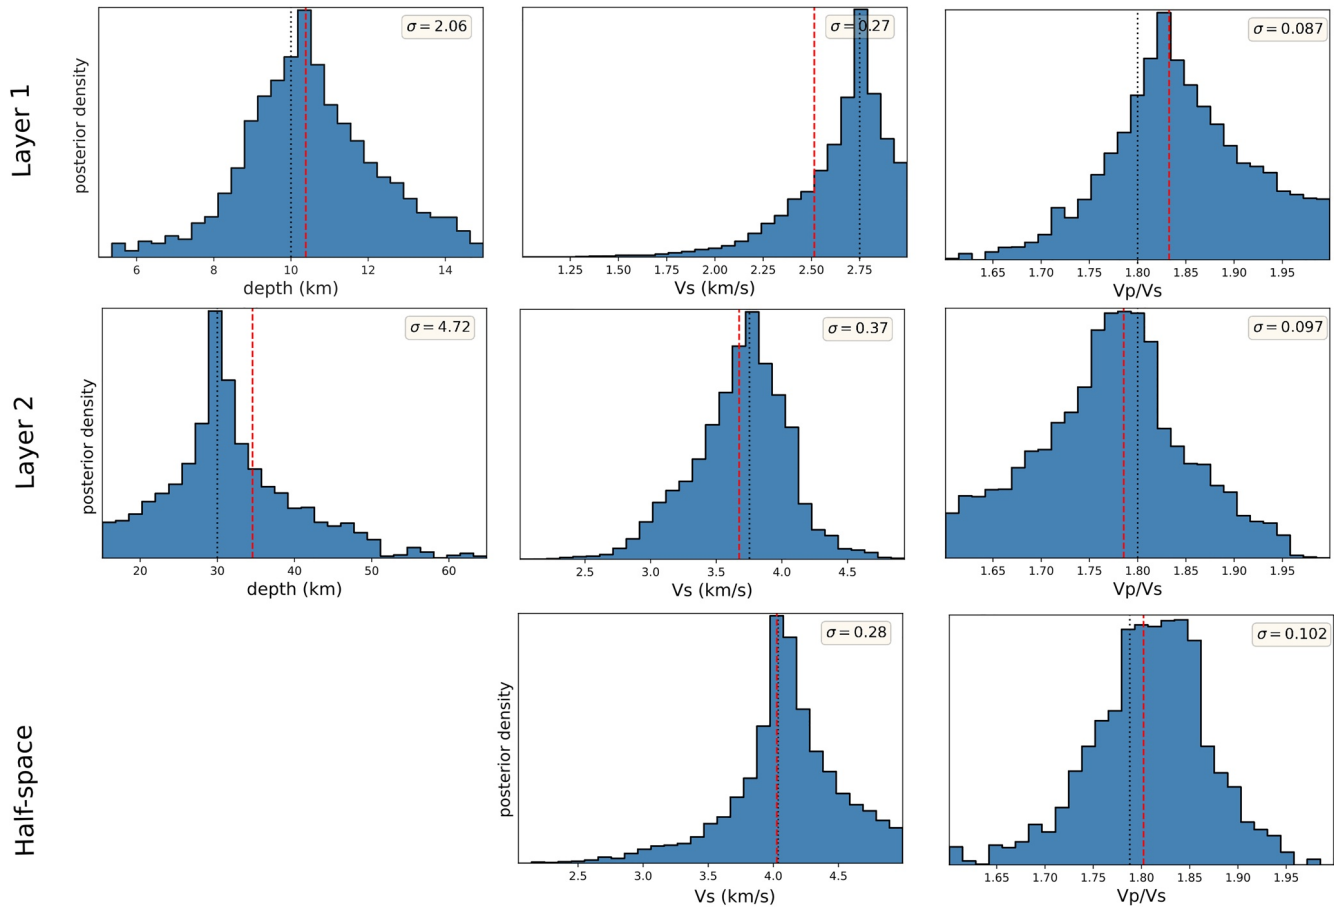 Layer 1
posterior density
σ = 2.06
6 8 10 12 14
depth (km)
σ = 0.27
1.25 1.50 1.75 2.00 2.25 2.50 2.75
Vs (km/s)
σ = 0.087
1.65 1.70 1.75 1.80 1.85 1.90 1.95
Vp/Vs
Layer 2
posterior density
σ = 4.72
20 30 40 50 60
depth (km)
σ = 0.37
2.5 3.0 3.5 4.0 4.5
Vs (km/s)
σ = 0.097
1.65 1.70 1.75 1.80 1.85 1.90 1.95
Vp/Vs
Half-space
posterior density
σ = 0.28
2.5 3.0 3.5 4.0 4.5
Vs (km/s)
σ = 0.102
1.65 1.70 1.75 1.80 1.85 1.90 1.95
Vp/Vs